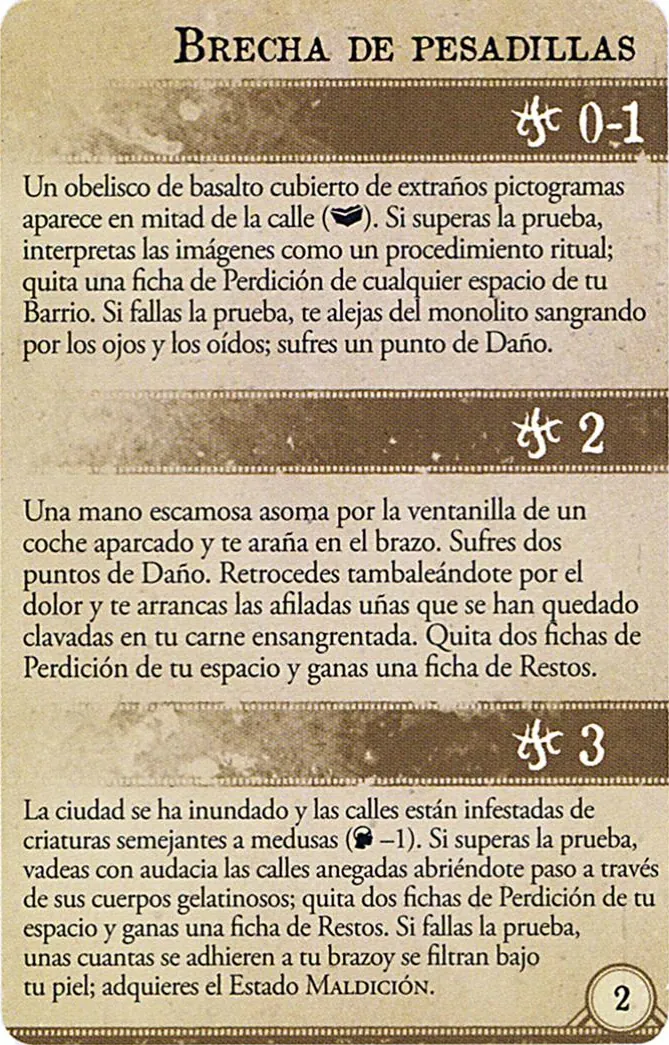 BRECHA DE PESADILLAS
0-1
Un obelisco de basalto cubierto de extraños pictogramas
aparece en mitad de la calle ( ). Si superas la prueba,
interpretas las imágenes como un procedimiento ritual;
quita una ficha de Perdición de cualquier espacio de tu
Barrio. Si fallas la prueba, te alejas del monolito sangrando
por los ojos y los oídos; sufres un punto de Daño.
2
Una mano escamosa asoma por la ventanilla de un
coche aparcado y te araña en el brazo. Sufres dos
puntos de Daño. Retrocedes tambaleándote por el
dolor y te arrancas las afiladas uñas que se han quedado
clavadas en tu carne ensangrentada. Quita dos fichas de
Perdición de tu espacio y ganas una ficha de Restos.
3
La ciudad se ha inundado y las calles están infestadas de
criaturas semejantes a medusas ( –1). Si superas la prueba,
vadeas con audacia las calles anegadas abriéndote paso a través
de sus cuerpos gelatinosos; quita dos fichas de Perdición de tu
espacio y ganas una ficha de Restos. Si fallas la prueba,
unas cuantas se adhieren a tu brazoy se filtran bajo
tu piel; adquieres el Estado MALDICIÓN.
2